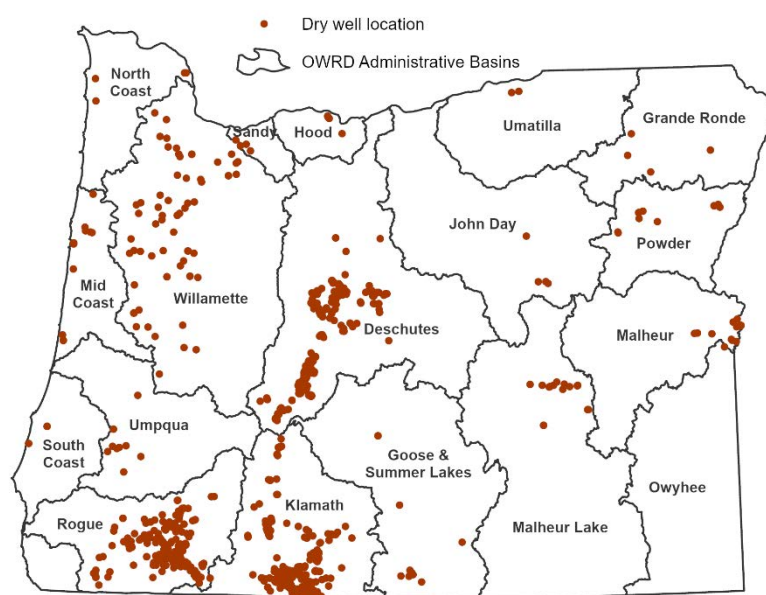 Dry well location
OWRD Administrative Basins
North
Coast
Sandy
Hood
Umatilla
Grande Ronde
John Day
Powder
Mid
Coast
Willamette
Deschutes
Malheur
Umpqua
South
Coast
Goose &
Summer Lakes
Owyhee
Rogue
Klamath
Malheur Lake